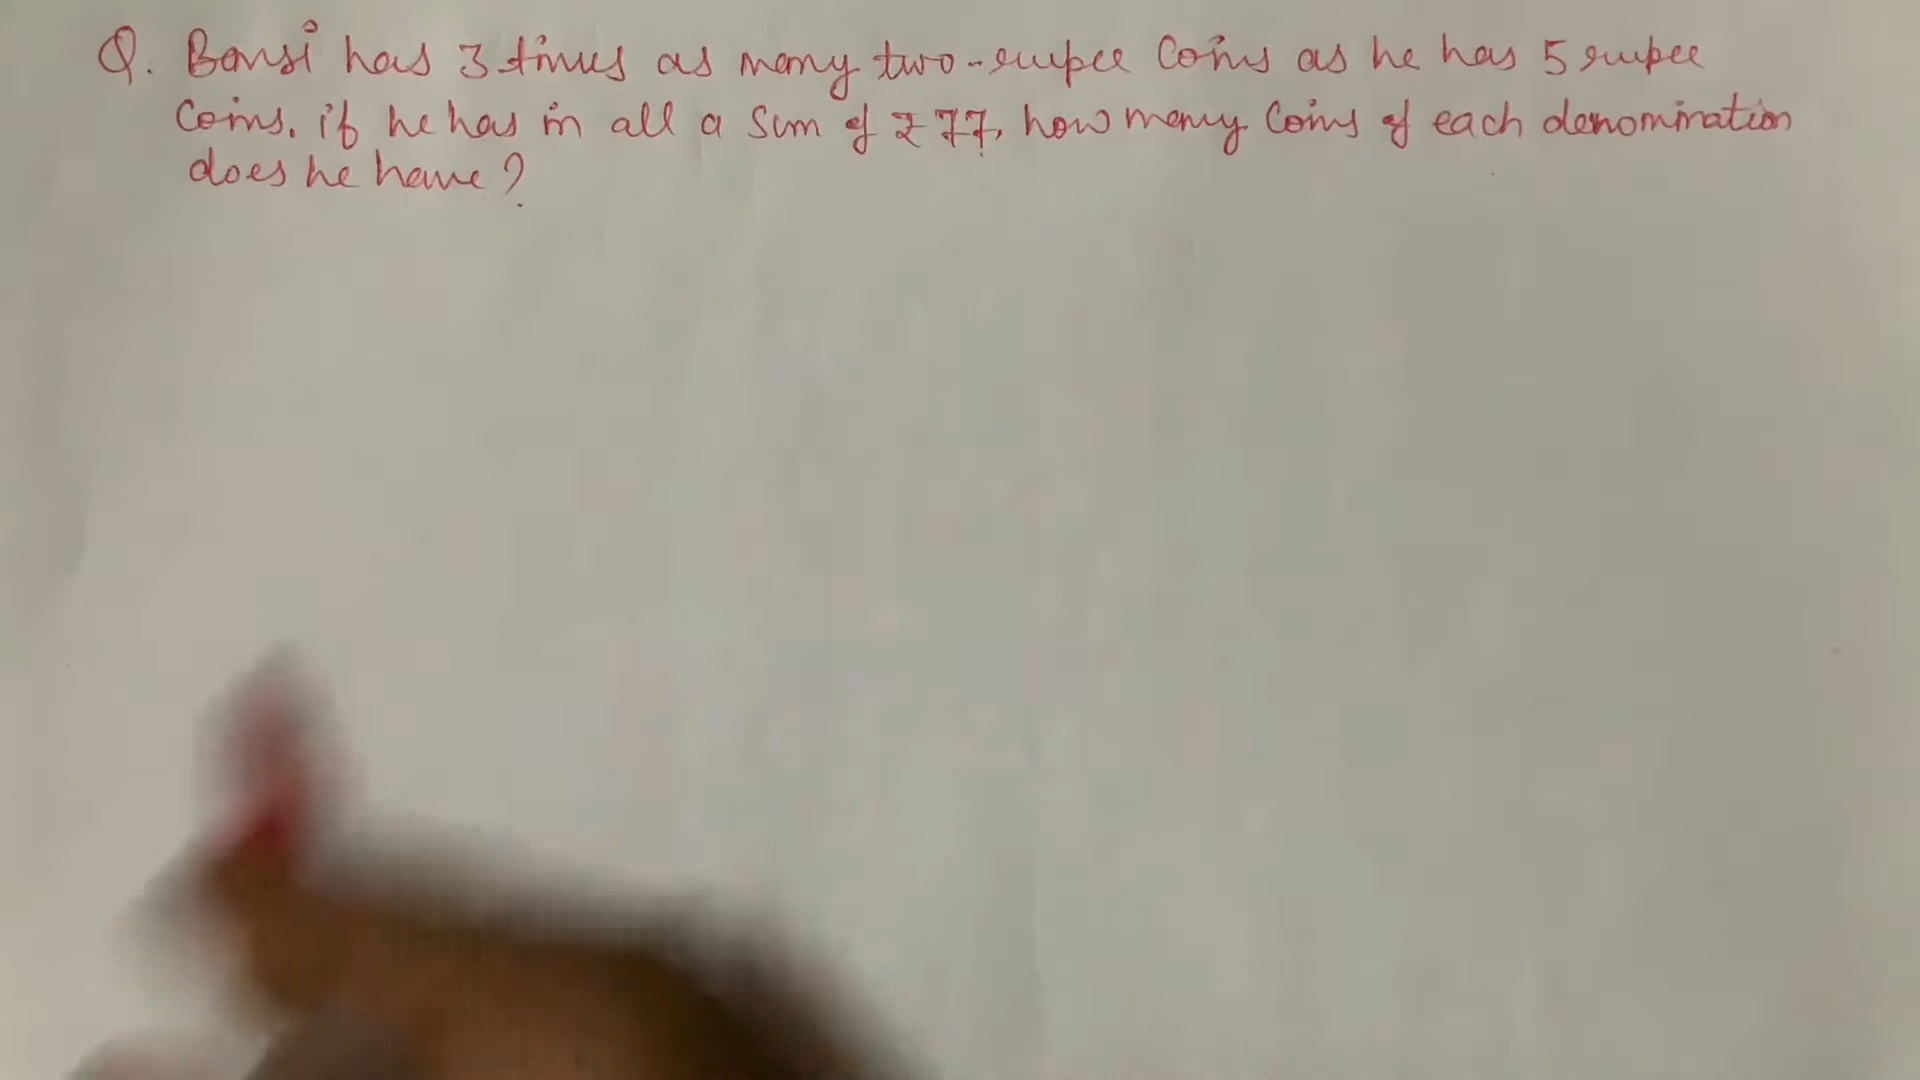 Q. Bansi has 3 times as many two-rupee Coins as he has 5 rupee
Coins. if he has in all a Sum of ₹77, how many Coins of each denomination
does he have?